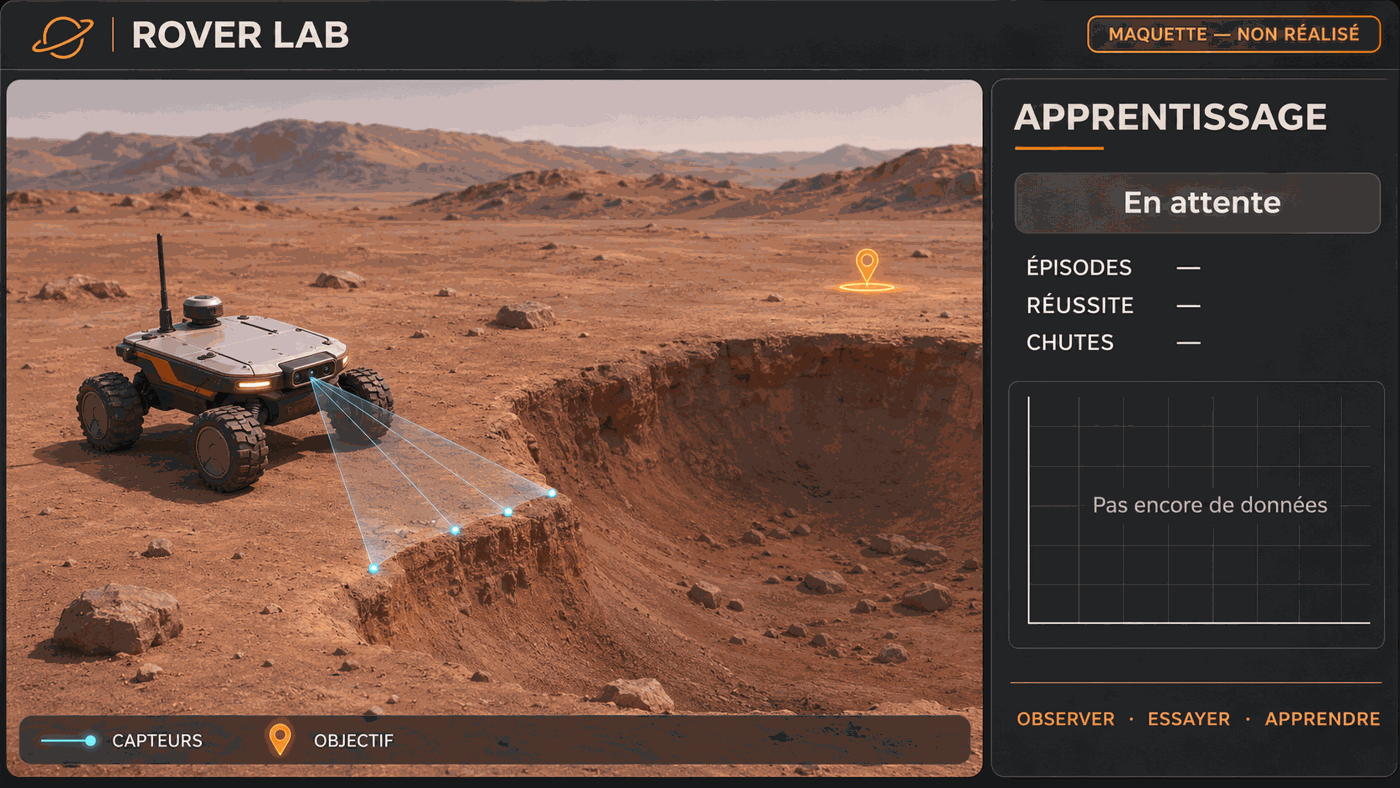 ROVER LAB
MAQUETTE — NON RÉALISÉ
APPRENTISSAGE
En attente
ÉPISODES —
RÉUSSITE —
CHUTES —
Pas encore de données
OBSERVER · ESSAYER · APPRENDRE
CAPTEURS
OBJECTIF